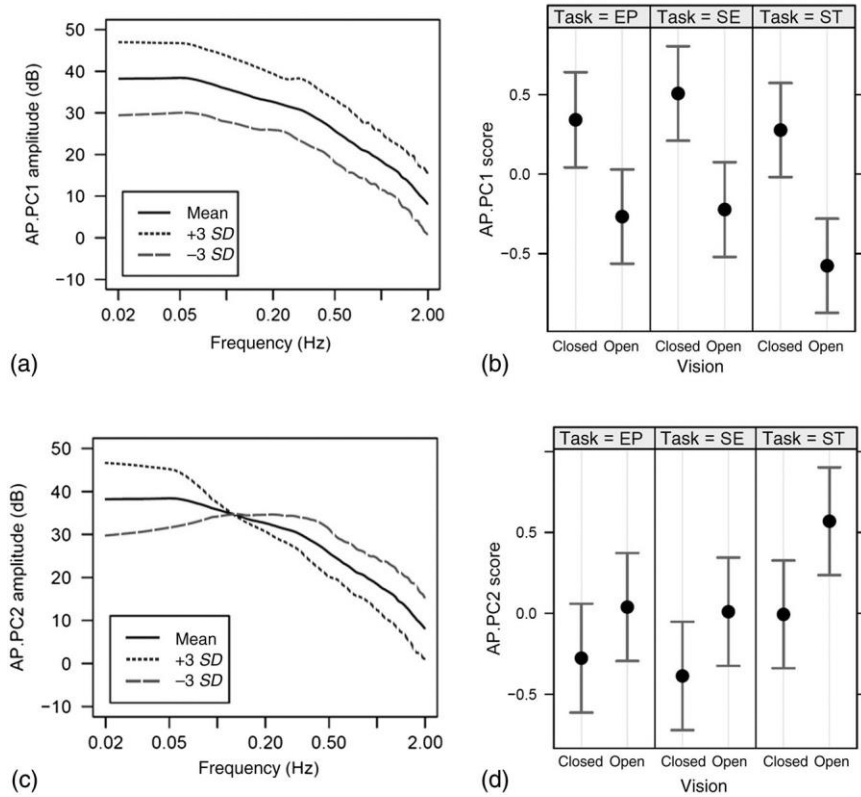 50
40
30
20
10
0
−10
AP.PC1 amplitude (dB)
Mean
+3 SD
−3 SD
0.02 0.05 0.20 0.50 2.00
Frequency (Hz)
(a)
Task = EP Task = SE Task = ST
0.5
0.0
−0.5
AP.PC1 score
Closed Open Closed Open Closed Open
Vision
(b)
50
40
30
20
10
0
−10
AP.PC2 amplitude (dB)
Mean
+3 SD
−3 SD
0.02 0.05 0.20 0.50 2.00
Frequency (Hz)
(c)
Task = EP Task = SE Task = ST
0.5
0.0
−0.5
AP.PC2 score
Closed Open Closed Open Closed Open
Vision
(d)